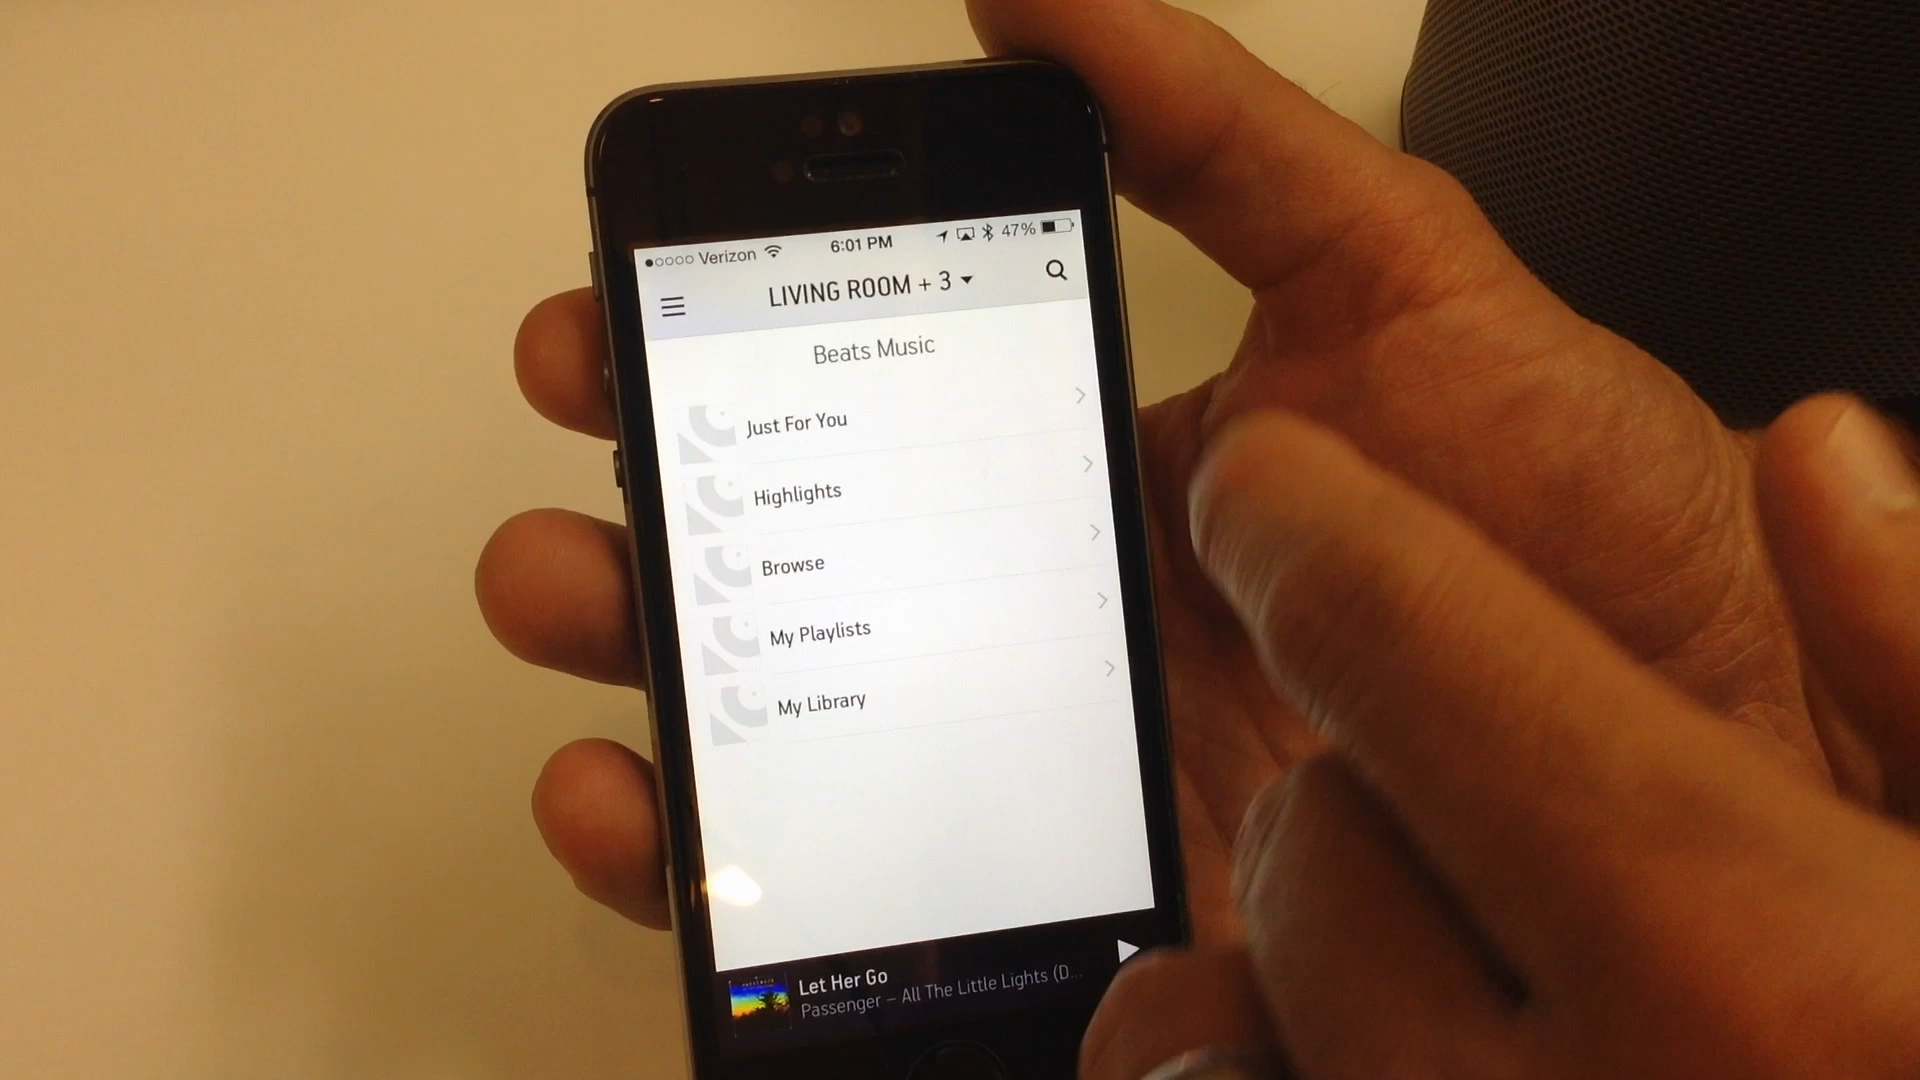 Verizon 6:01 PM 47%
LIVING ROOM + 3
Beats Music
Just For You
Highlights
Browse
My Playlists
My Library
Let Her Go
Passenger – All The Little Lights (D...